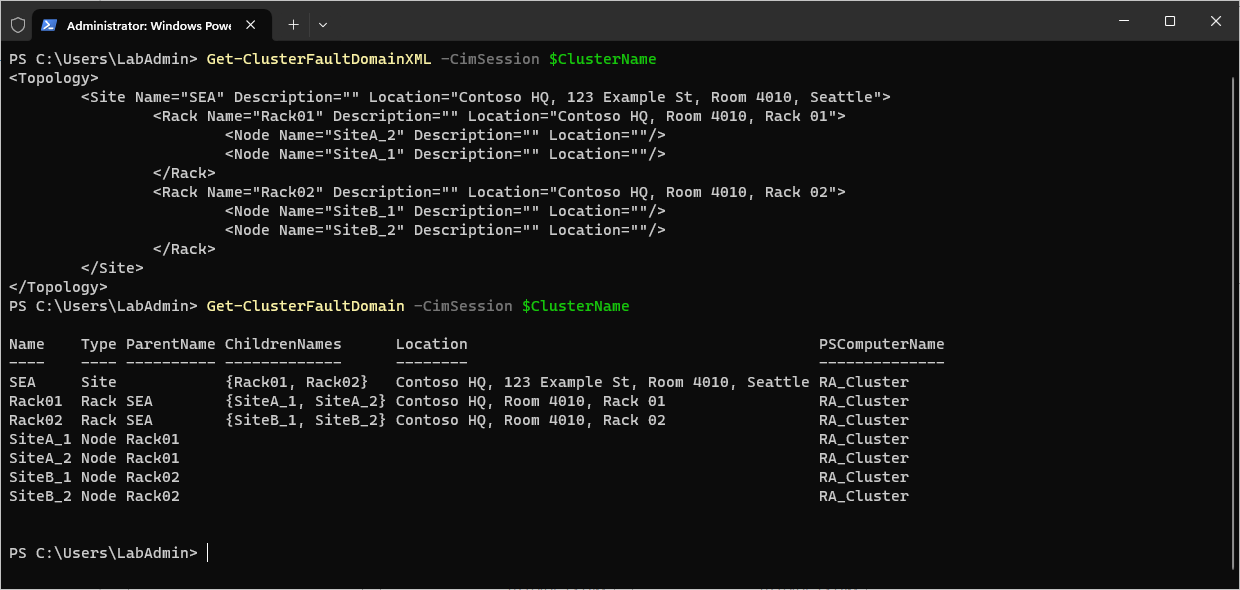 Administrator: Windows Powe
PS C:\Users\LabAdmin> Get-ClusterFaultDomainXML -CimSession $ClusterName
<Topology>
        <Site Name="SEA" Description="" Location="Contoso HQ, 123 Example St, Room 4010, Seattle">
                <Rack Name="Rack01" Description="" Location="Contoso HQ, Room 4010, Rack 01">
                        <Node Name="SiteA_2" Description="" Location=""/>
                        <Node Name="SiteA_1" Description="" Location=""/>
                </Rack>
                <Rack Name="Rack02" Description="" Location="Contoso HQ, Room 4010, Rack 02">
                        <Node Name="SiteB_1" Description="" Location=""/>
                        <Node Name="SiteB_2" Description="" Location=""/>
                </Rack>
        </Site>
</Topology>
PS C:\Users\LabAdmin> Get-ClusterFaultDomain -CimSession $ClusterName
Name    Type ParentName ChildrenNames      Location                                       PSComputerName
----    ---- ---------- -------------      --------                                       --------------
SEA     Site            {Rack01, Rack02}   Contoso HQ, 123 Example St, Room 4010, Seattle RA_Cluster
Rack01  Rack SEA        {SiteA_1, SiteA_2} Contoso HQ, Room 4010, Rack 01                 RA_Cluster
Rack02  Rack SEA        {SiteB_1, SiteB_2} Contoso HQ, Room 4010, Rack 02                 RA_Cluster
SiteA_1 Node Rack01                                                                       RA_Cluster
SiteA_2 Node Rack01                                                                       RA_Cluster
SiteB_1 Node Rack02                                                                       RA_Cluster
SiteB_2 Node Rack02                                                                       RA_Cluster
PS C:\Users\LabAdmin>